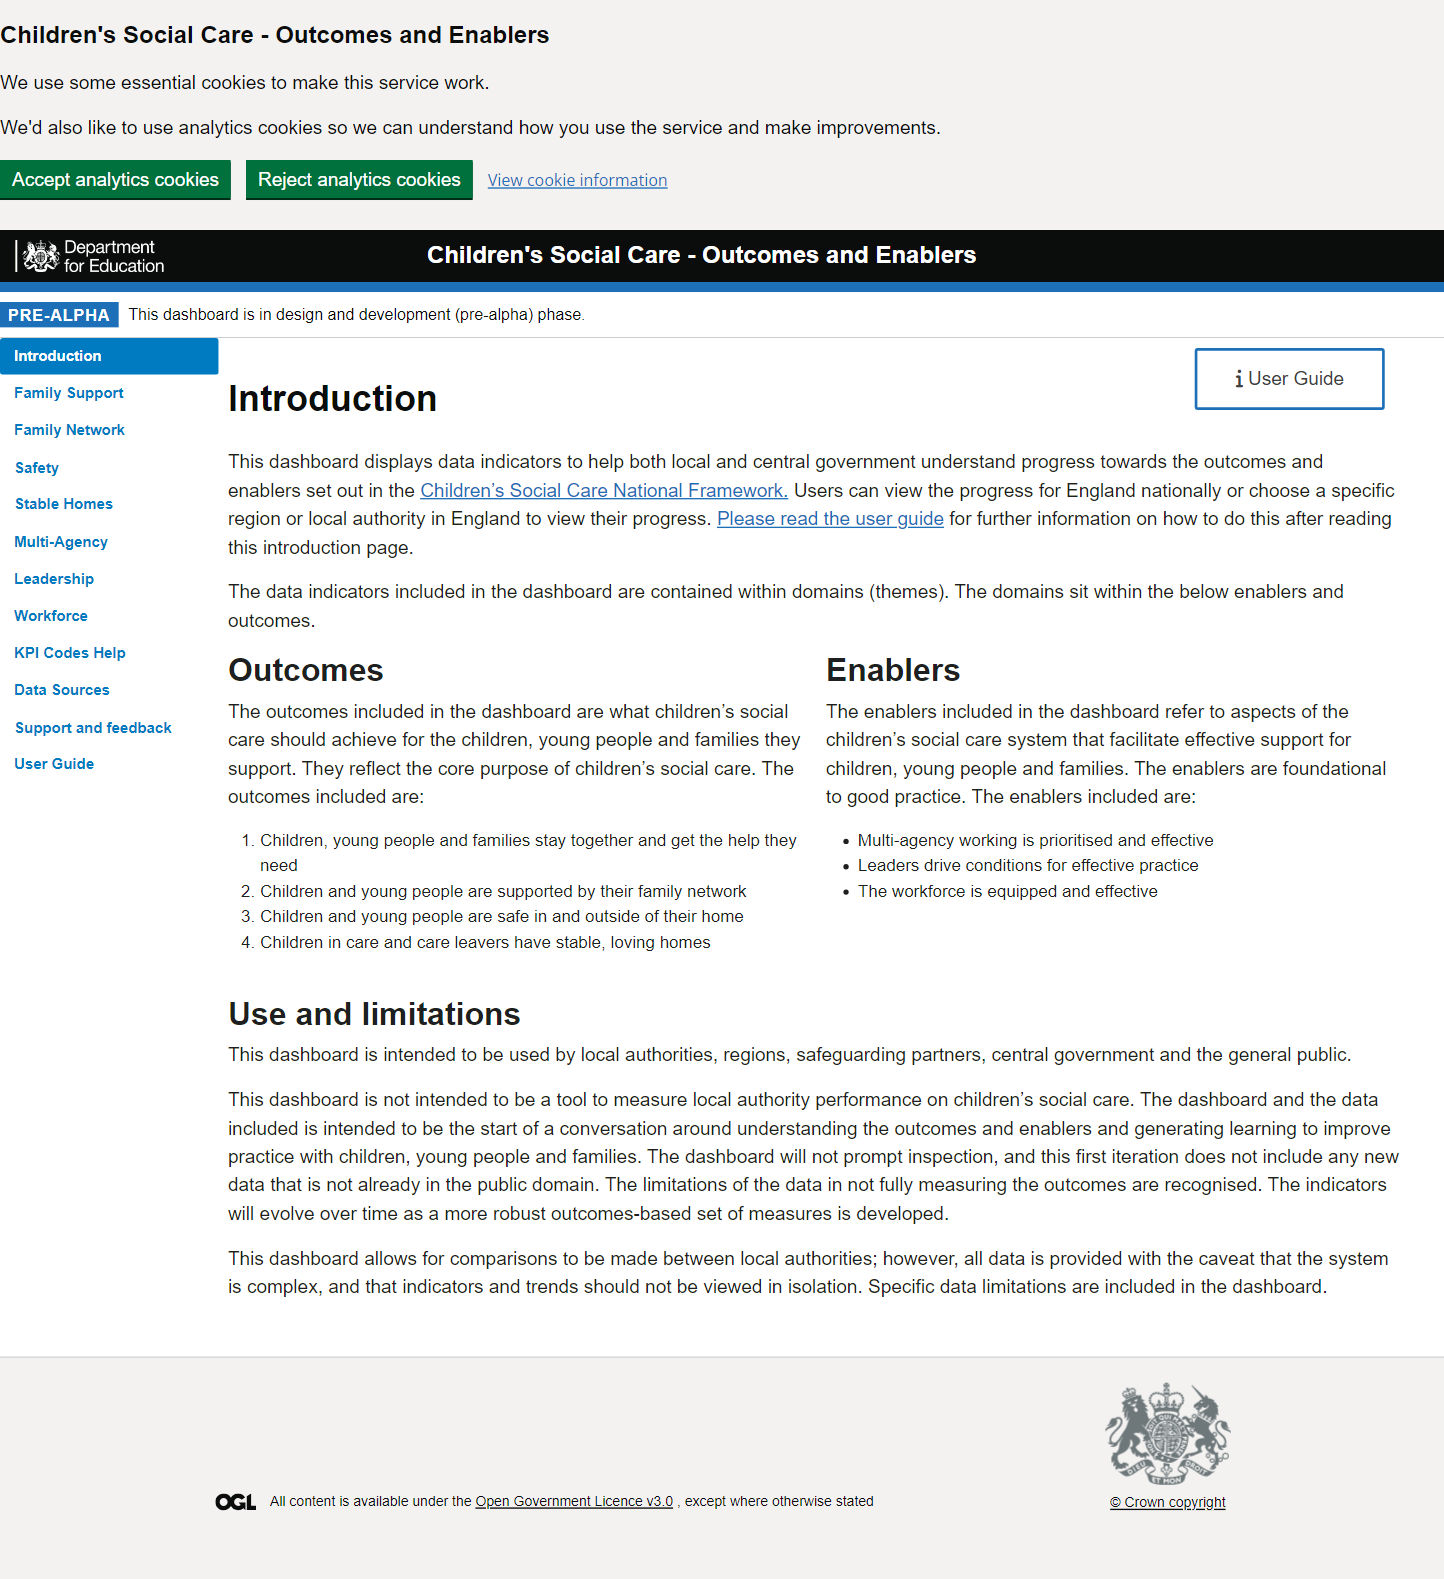 Children's Social Care - Outcomes and Enablers
We use some essential cookies to make this service work.
We'd also like to use analytics cookies so we can understand how you use the service and make improvements.
Accept analytics cookies
Reject analytics cookies
View cookie information
Department
for Education
Children's Social Care - Outcomes and Enablers
PRE-ALPHA
This dashboard is in design and development (pre-alpha) phase.
Introduction
Family Support
Family Network
Safety
Stable Homes
Multi-Agency
Leadership
Workforce
KPI Codes Help
Data Sources
Support and feedback
User Guide
Introduction
User Guide
This dashboard displays data indicators to help both local and central government understand progress towards the outcomes and
enablers set out in the Children’s Social Care National Framework. Users can view the progress for England nationally or choose a specific
region or local authority in England to view their progress. Please read the user guide for further information on how to do this after reading
this introduction page.
The data indicators included in the dashboard are contained within domains (themes). The domains sit within the below enablers and
outcomes.
Outcomes
The outcomes included in the dashboard are what children’s social
care should achieve for the children, young people and families they
support. They reflect the core purpose of children’s social care. The
outcomes included are:
1. Children, young people and families stay together and get the help they
need
2. Children and young people are supported by their family network
3. Children and young people are safe in and outside of their home
4. Children in care and care leavers have stable, loving homes
Enablers
The enablers included in the dashboard refer to aspects of the
children’s social care system that facilitate effective support for
children, young people and families. The enablers are foundational
to good practice. The enablers included are:
• Multi-agency working is prioritised and effective
• Leaders drive conditions for effective practice
• The workforce is equipped and effective
Use and limitations
This dashboard is intended to be used by local authorities, regions, safeguarding partners, central government and the general public.
This dashboard is not intended to be a tool to measure local authority performance on children’s social care. The dashboard and the data
included is intended to be the start of a conversation around understanding the outcomes and enablers and generating learning to improve
practice with children, young people and families. The dashboard will not prompt inspection, and this first iteration does not include any new
data that is not already in the public domain. The limitations of the data in not fully measuring the outcomes are recognised. The indicators
will evolve over time as a more robust outcomes-based set of measures is developed.
This dashboard allows for comparisons to be made between local authorities; however, all data is provided with the caveat that the system
is complex, and that indicators and trends should not be viewed in isolation. Specific data limitations are included in the dashboard.
OGL
All content is available under the Open Government Licence v3.0 , except where otherwise stated
© Crown copyright